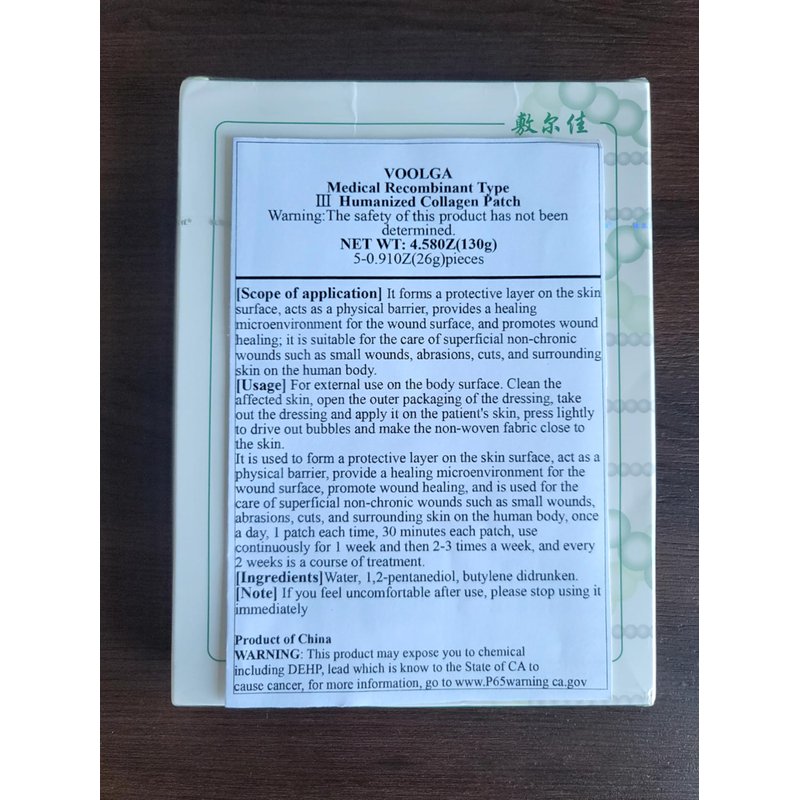 敷尔佳
VOOLGA
Medical Recombinant Type
III Humanized Collagen Patch
Warning:The safety of this product has not been
determined.
NET WT: 4.580Z(130g)
5-0.910Z(26g)pieces
[Scope of application] It forms a protective layer on the skin
surface, acts as a physical barrier, provides a healing
microenvironment for the wound surface, and promotes wound
healing; it is suitable for the care of superficial non-chronic
wounds such as small wounds, abrasions, cuts, and surrounding
skin on the human body.
[Usage] For external use on the body surface. Clean the
affected skin, open the outer packaging of the dressing, take
out the dressing and apply it on the patient's skin, press lightly
to drive out bubbles and make the non-woven fabric close to
the skin.
It is used to form a protective layer on the skin surface, act as a
physical barrier, provide a healing microenvironment for the
wound surface, promote wound healing, and is used for the
care of superficial non-chronic wounds such as small wounds,
abrasions, cuts, and surrounding skin on the human body, once
a day, 1 patch each time, 30 minutes each patch, use
continuously for 1 week and then 2-3 times a week, and every
2 weeks is a course of treatment.
[Ingredients]Water, 1,2-pentanediol, butylene didrunken.
[Note] If you feel uncomfortable after use, please stop using it
immediately
Product of China
WARNING: This product may expose you to chemical
including DEHP, lead which is know to the State of CA to
cause cancer, for more information, go to www.P65warning ca.gov